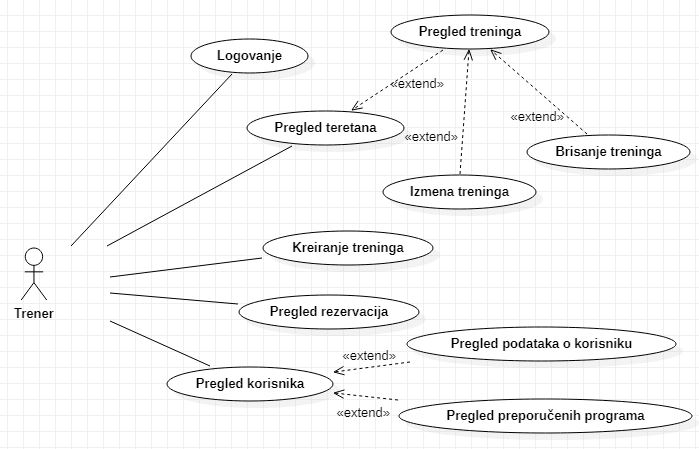 Pregled treninga
Logovanje
«extend»
Pregled teretana
«extend»
«extend»
Brisanje treninga
Izmena treninga
Kreiranje treninga
Trener
Pregled rezervacija
Pregled podataka o korisniku
«extend»
Pregled korisnika
«extend»
Pregled preporučenih programa